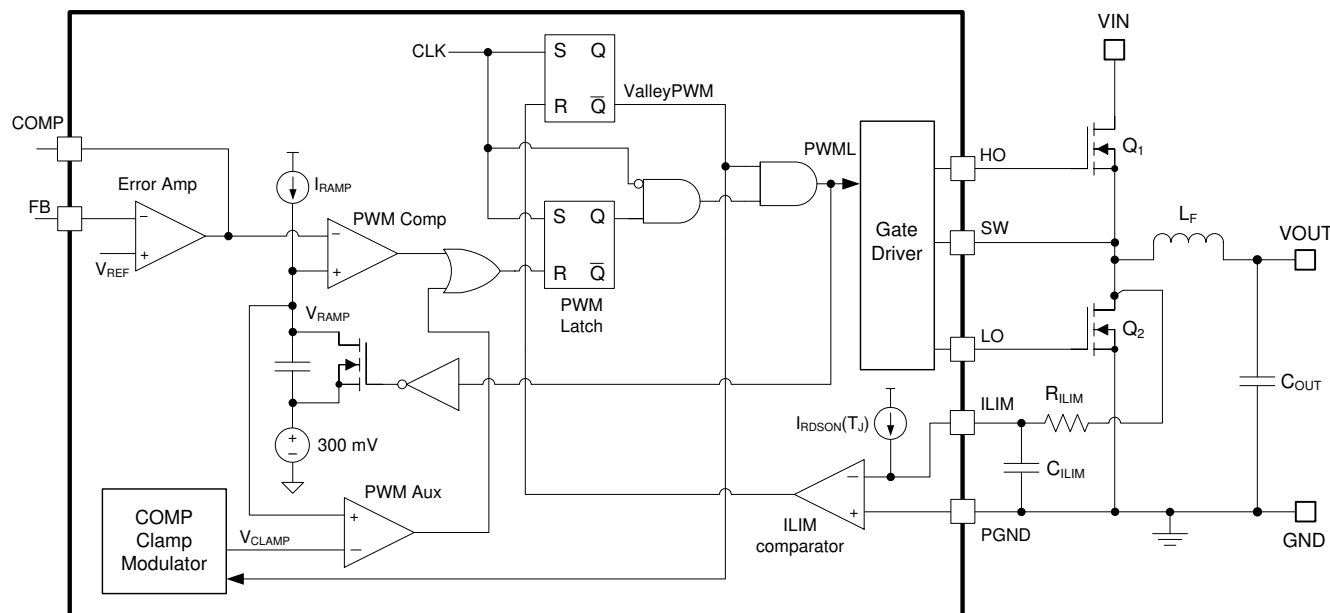 VIN
CLK
S Q
R Q̅
ValleyPWM
COMP
PWML
HO
Q1
Error Amp
IRAMP
FB
− +
VREF
PWM Comp
− +
S Q
R Q̅
PWM
Latch
Gate
Driver
SW
LF
VOUT
VRAMP
LO
Q2
COUT
IRDSON(TJ)
ILIM
RILIM
+
−
300 mV
CILIM
− +
ILIM
comparator
PGND
GND
PWM Aux
+ −
COMP
Clamp
Modulator
VCLAMP